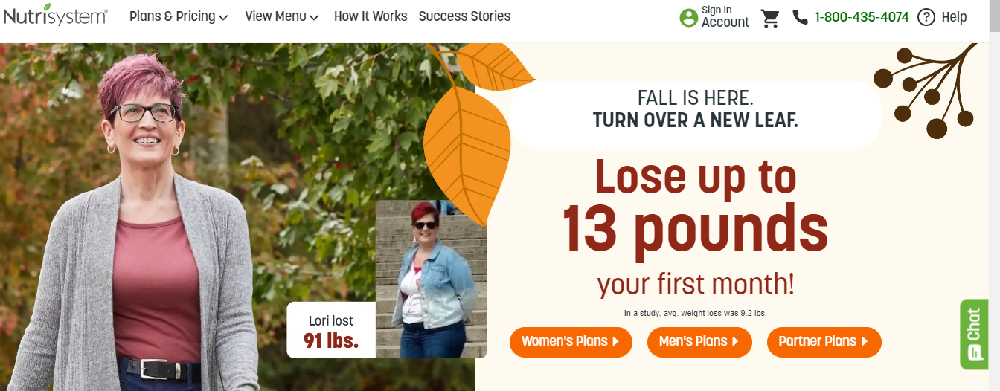 Nutrisystem®
Plans & Pricing
View Menu
How It Works
Success Stories
Sign In
Account
1-800-435-4074
? Help
FALL IS HERE.
TURN OVER A NEW LEAF.
Lose up to
13 pounds
your first month!
In a study, avg. weight loss was 9.2 lbs.
Lori lost
91 lbs.
Women's Plans
Men's Plans
Partner Plans
Chat